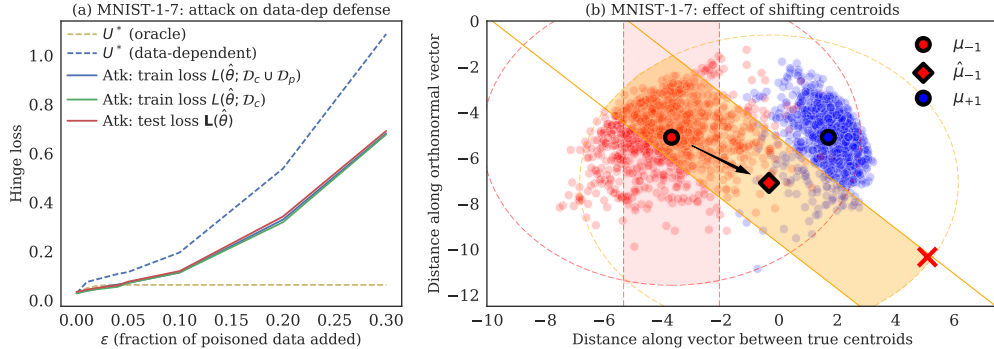 (a) MNIST-1-7: attack on data-dep defense
1.0
0.8
0.6
0.4
0.2
0.0
Hinge loss
U* (oracle)
U* (data-dependent)
Atk: train loss L(θ̂; 𝒟c ∪ 𝒟p)
Atk: train loss L(θ̂; 𝒟c)
Atk: test loss 𝐋(θ̂)
0.00 0.05 0.10 0.15 0.20 0.25 0.30
ε (fraction of poisoned data added)
(b) MNIST-1-7: effect of shifting centroids
0
−2
−4
−6
−8
−10
−12
Distance along orthonormal vector
μ−1
μ̂−1
μ+1
−10 −8 −6 −4 −2 0 2 4 6
Distance along vector between true centroids